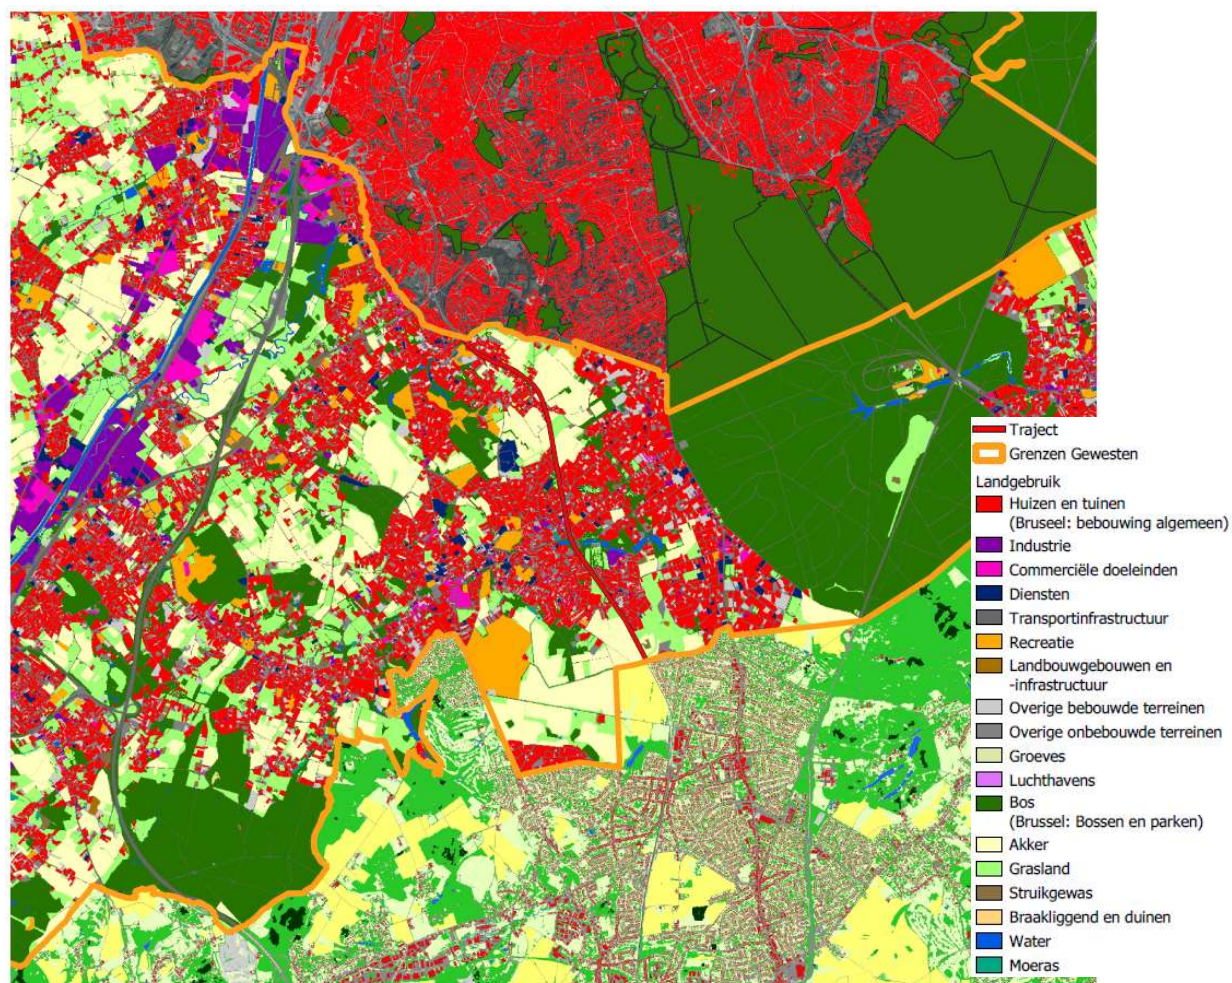 Traject
Grenzen Gewesten
Landgebruik
Huizen en tuinen
(Bruseel: bebouwing algemeen)
Industrie
Commerciële doeleinden
Diensten
Transportinfrastructuur
Recreatie
Landbouwgebouwen en
-infrastructuur
Overige bebouwde terreinen
Overige onbebouwde terreinen
Groeves
Luchthavens
Bos
(Brussel: Bossen en parken)
Akker
Grasland
Struikgewas
Braakliggend en duinen
Water
Moeras